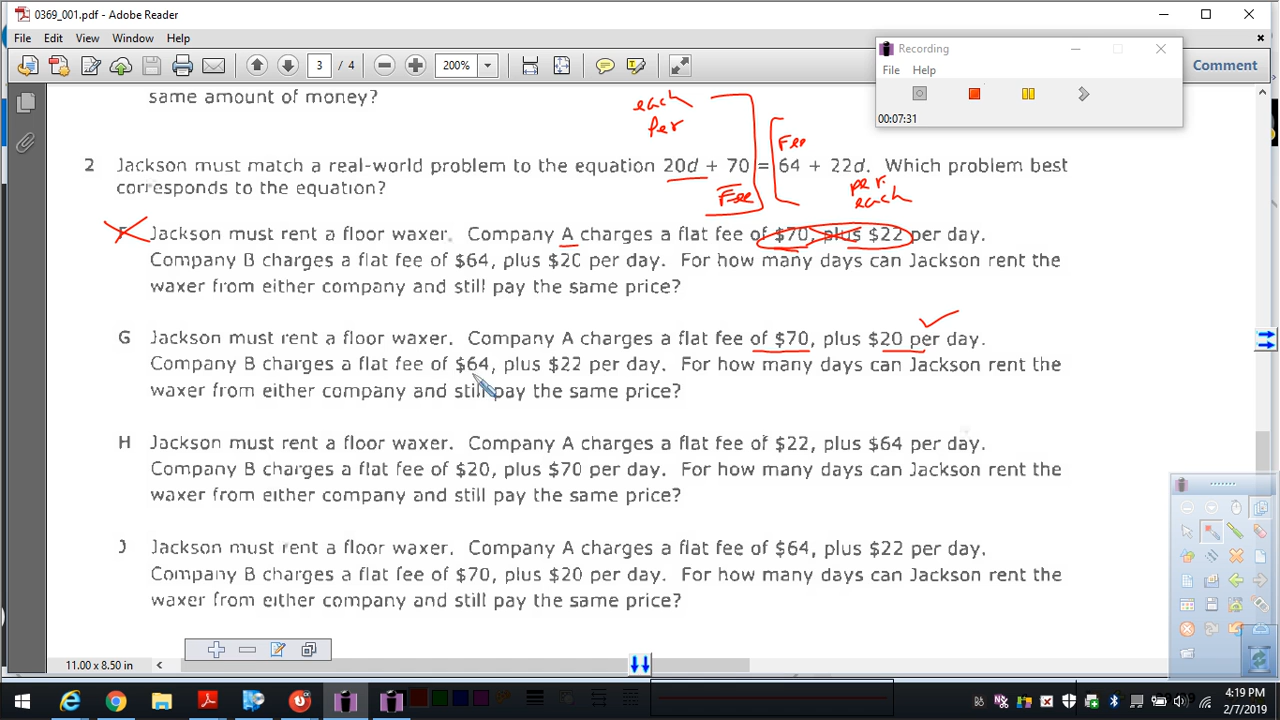 0369_001.pdf - Adobe Reader
File Edit View Window Help
3 / 4
200%
Comment
Recording
File Help
00:07:31
same amount of money?
each
per
Fee
2 Jackson must match a real-world problem to the equation 20d + 70 = 64 + 22d. Which problem best
corresponds to the equation?
Fee
per
each
F Jackson must rent a floor waxer. Company A charges a flat fee of $70, plus $22 per day.
Company B charges a flat fee of $64, plus $20 per day. For how many days can Jackson rent the
waxer from either company and still pay the same price?
G Jackson must rent a floor waxer. Company A charges a flat fee of $70, plus $20 per day.
Company B charges a flat fee of $64, plus $22 per day. For how many days can Jackson rent the
waxer from either company and still pay the same price?
H Jackson must rent a floor waxer. Company A charges a flat fee of $22, plus $64 per day.
Company B charges a flat fee of $20, plus $70 per day. For how many days can Jackson rent the
waxer from either company and still pay the same price?
J Jackson must rent a floor waxer. Company A charges a flat fee of $64, plus $22 per day.
Company B charges a flat fee of $70, plus $20 per day. For how many days can Jackson rent the
waxer from either company and still pay the same price?
11.00 x 8.50 in
4:19 PM
2/7/2019